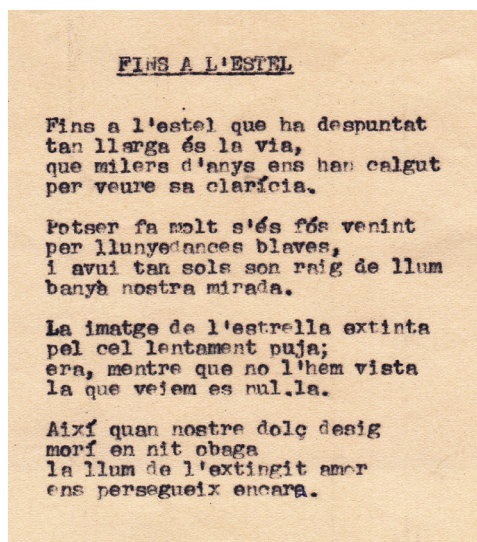 FINS A L'ESTEL
Fins a l'estel que ha despuntat
tan llarga és la via,
que milers d'anys ens han calgut
per veure sa clarícia.
Potser fa molt s'és fós venint
per llunyedances blaves,
i avui tan sols son raig de llum
banyà nostra mirada.
La imatge de l'estrella extinta
pel cel lentament puja;
era, mentre que no l'hem vista
la que veiem es nul.la.
Així quan nostre dolç desig
morí en nit obaga
la llum de l'extingit amor
ens persegueix encara.